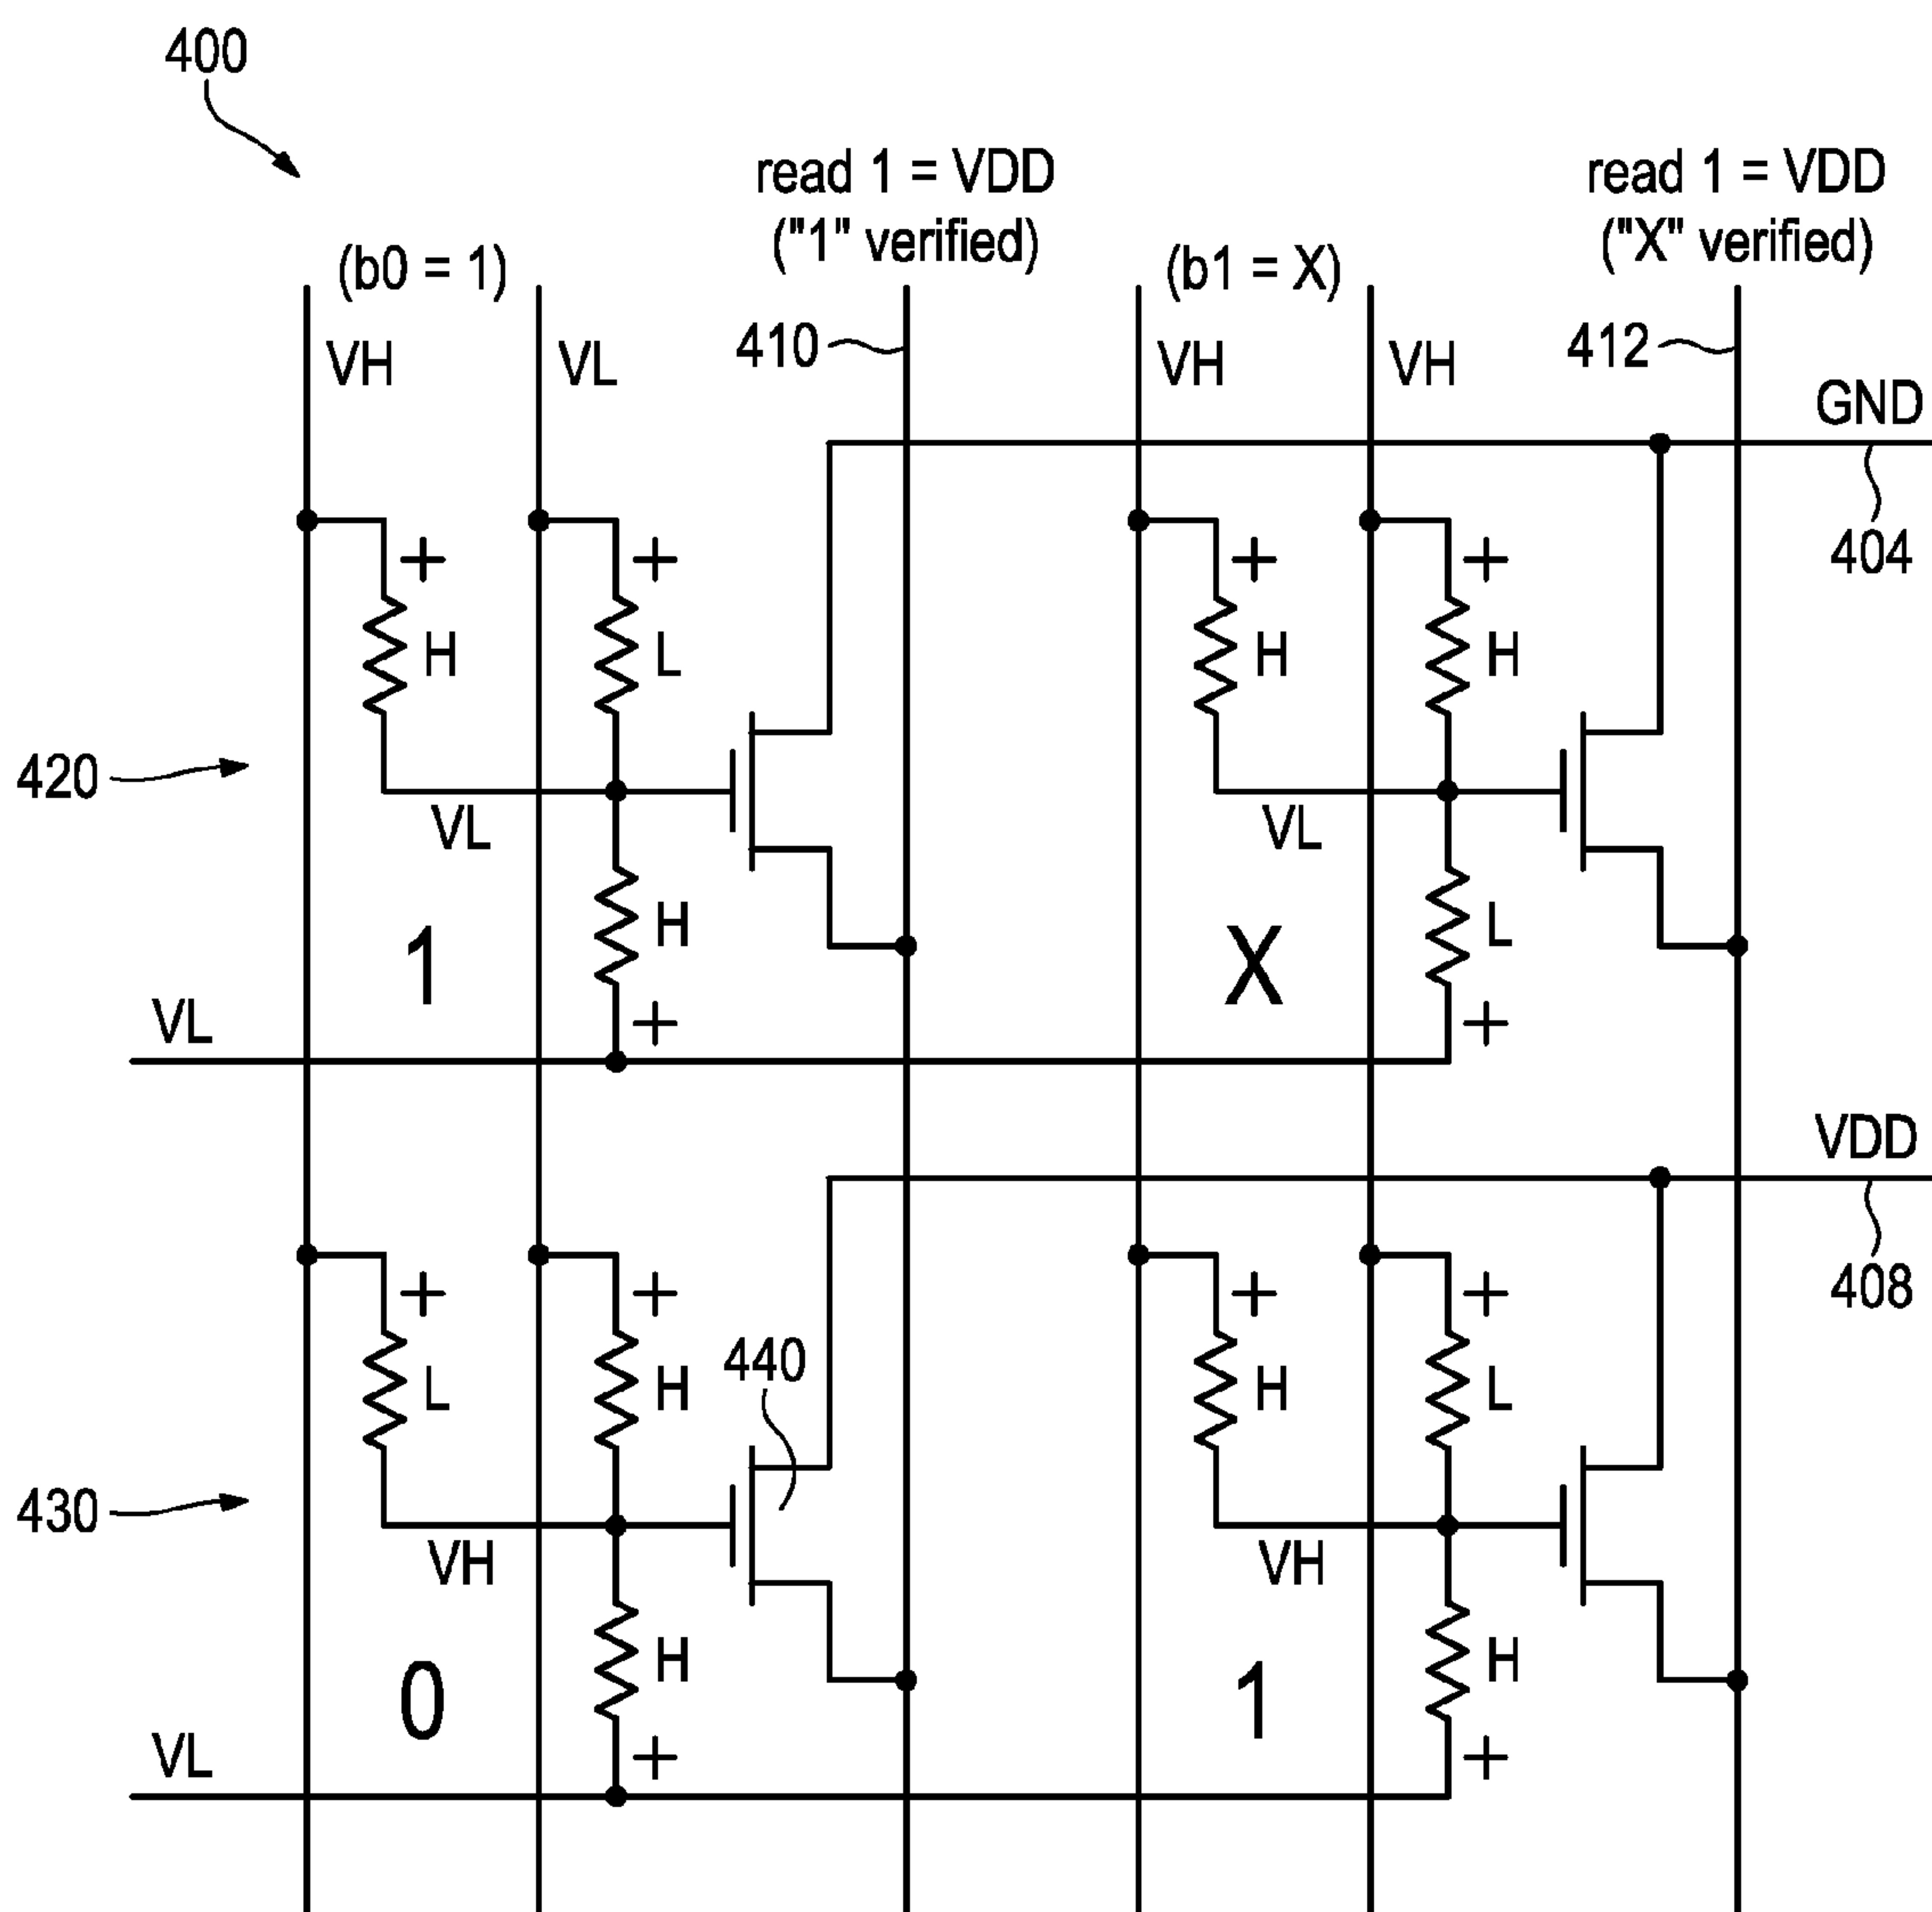 400
read 1 = VDD
("1" verified)
read 1 = VDD
("X" verified)
(b0 = 1)
(b1 = X)
VH
VL
410
VH
VH
412
GND
404
+
+
+
+
H
L
H
H
420
VL
VL
H
L
1
X
+
+
VL
VDD
408
+
+
+
+
L
H
440
H
L
430
VH
VH
H
H
0
1
+
+
VL